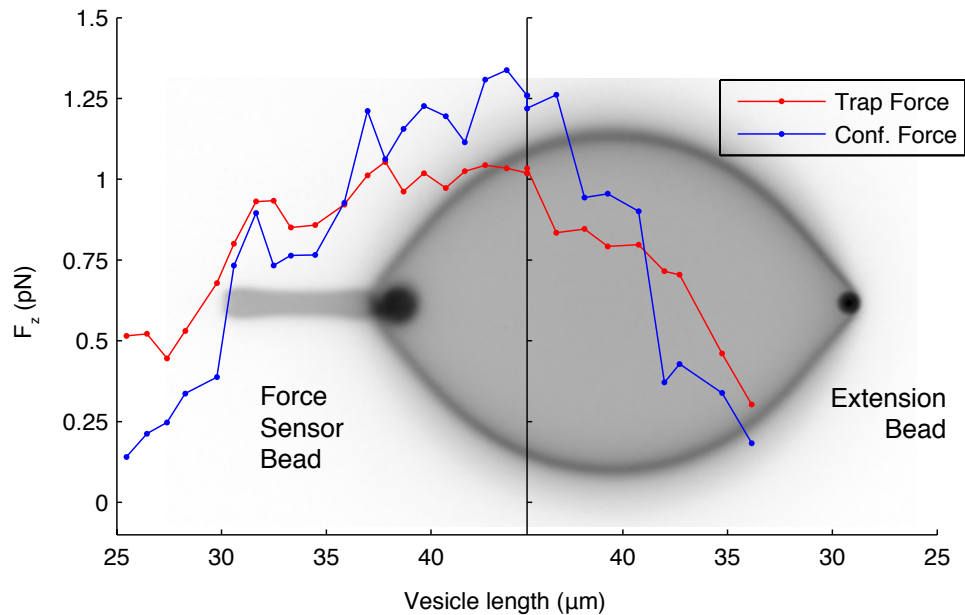 1.5
1.25
1
0.75
0.5
0.25
0
F_z (pN)
Trap Force
Conf. Force
Force
Sensor
Bead
Extension
Bead
25 30 35 40 40 35 30 25
Vesicle length (µm)